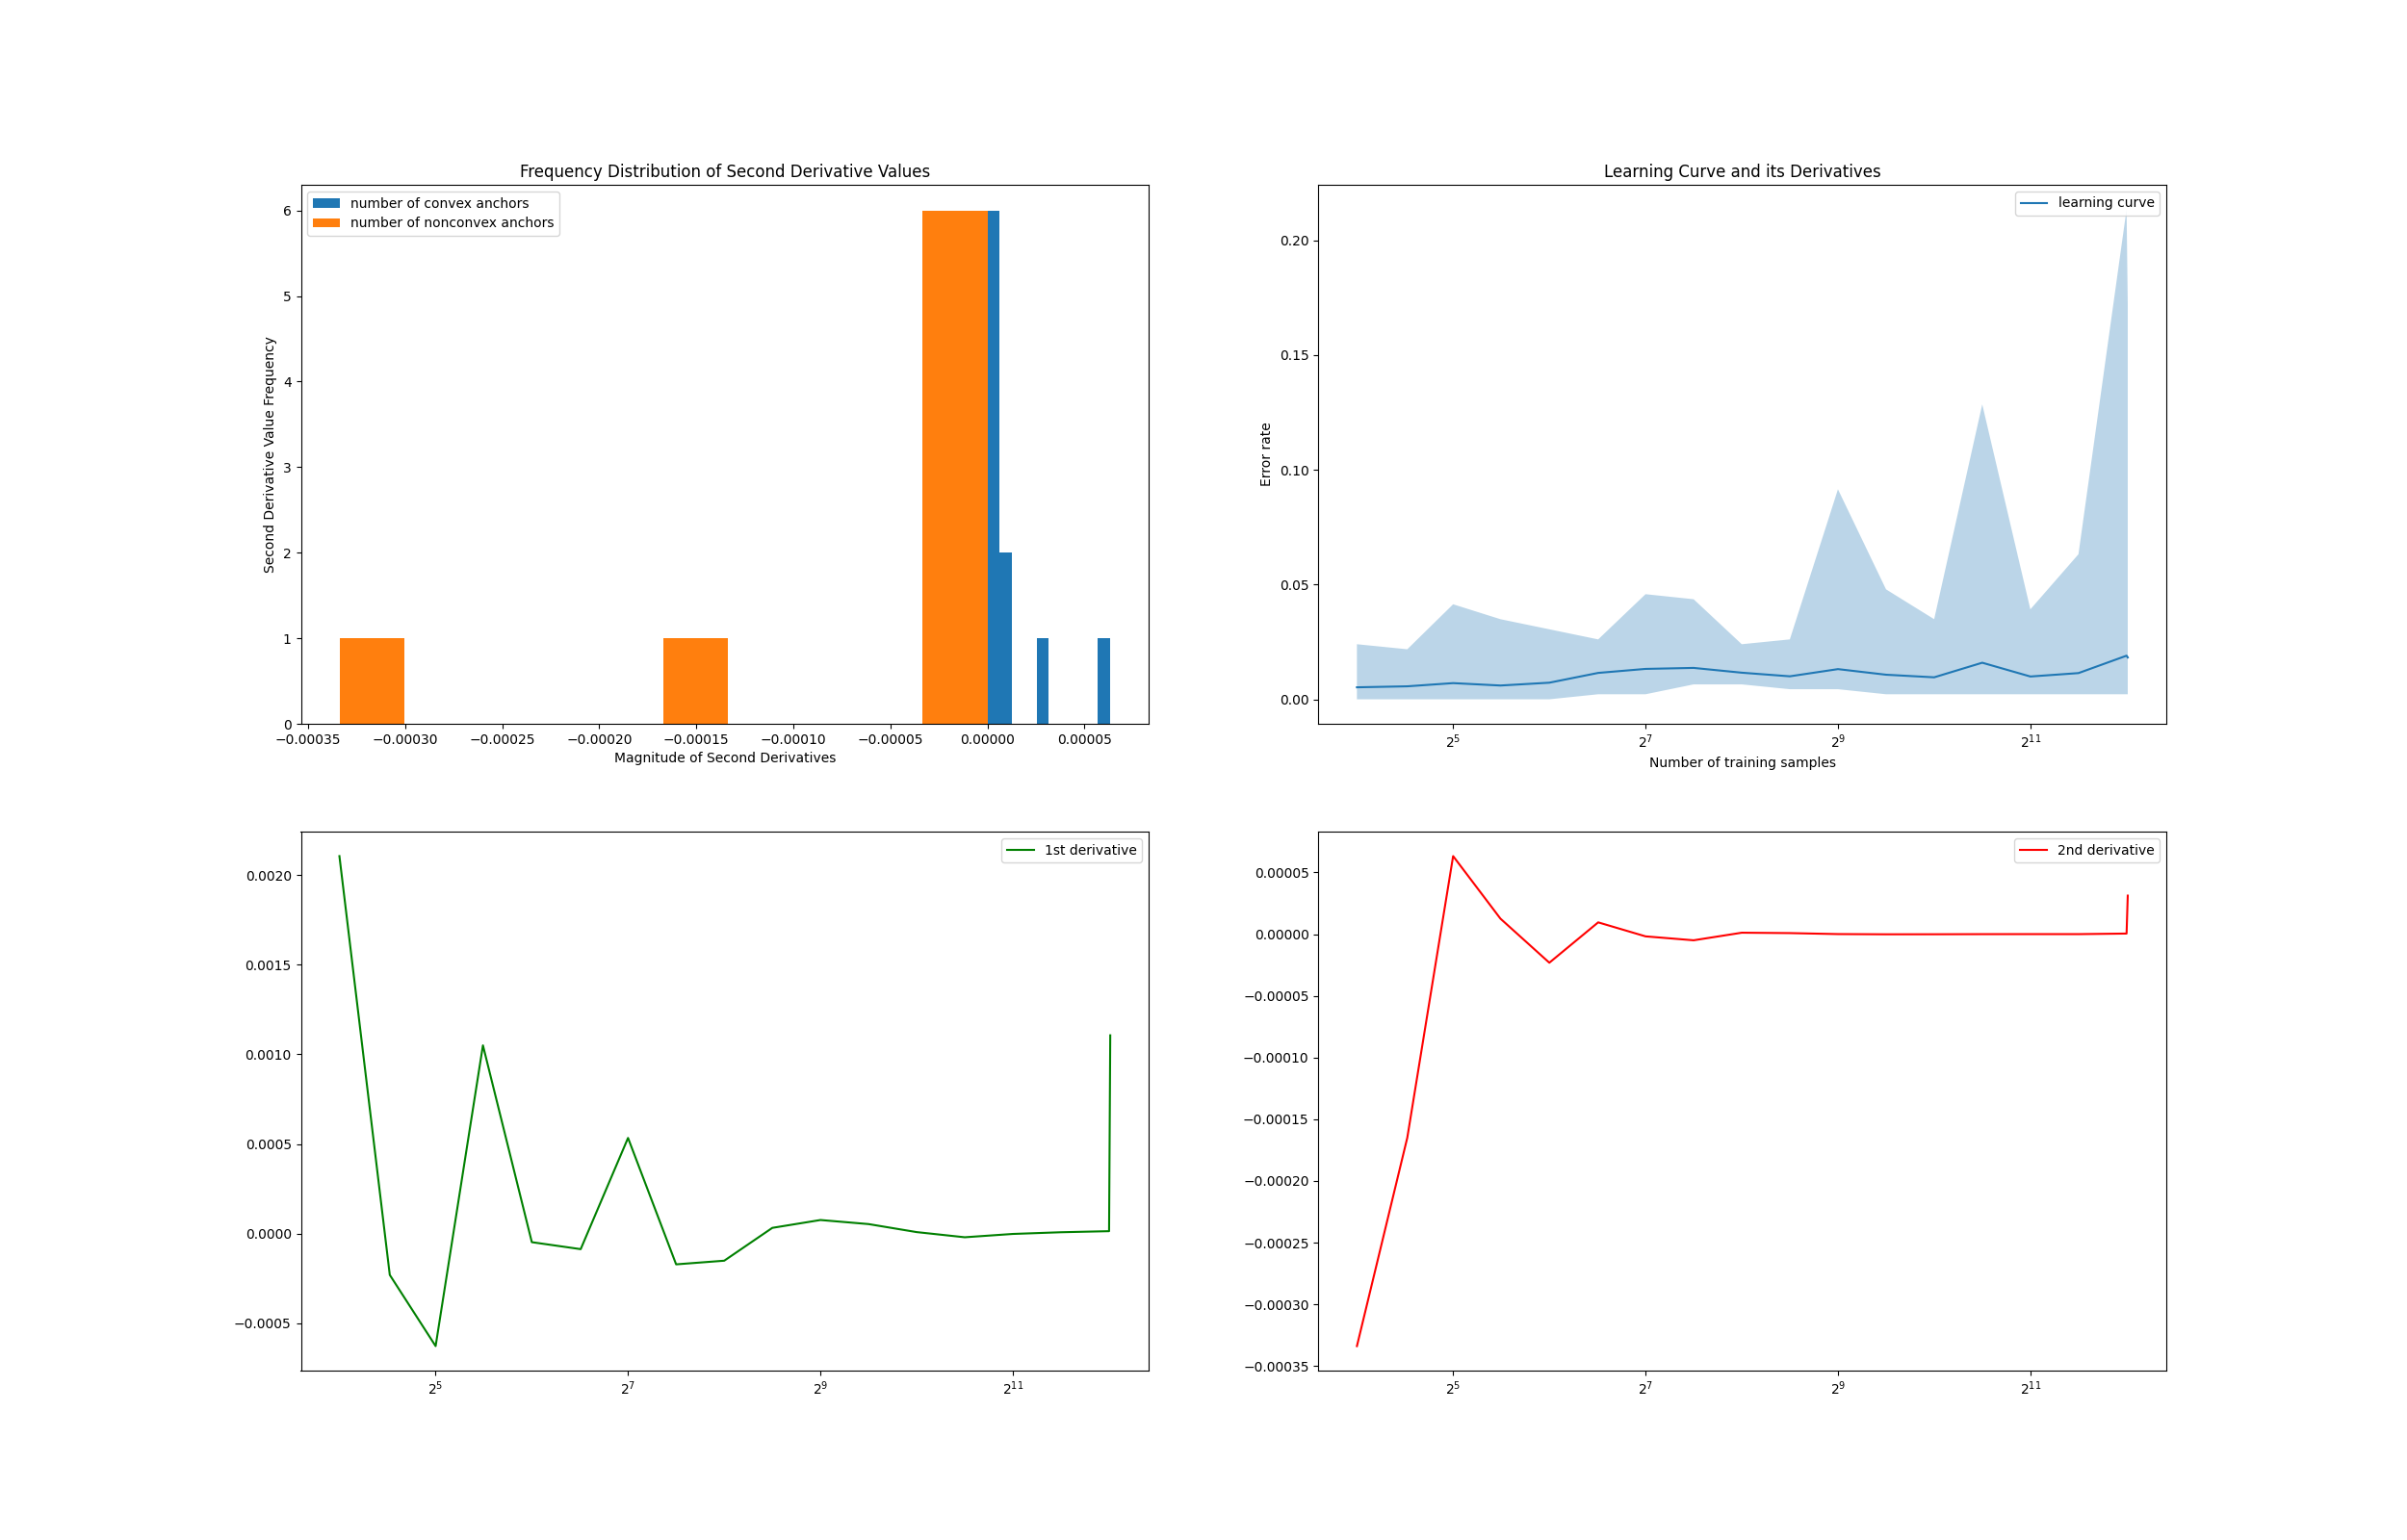 Frequency Distribution of Second Derivative Values
number of convex anchors
number of nonconvex anchors
6
5
4
3
2
1
0
Second Derivative Value Frequency
−0.00035 −0.00030 −0.00025 −0.00020 −0.00015 −0.00010 −0.00005 0.00000 0.00005
Magnitude of Second Derivatives
Learning Curve and its Derivatives
learning curve
0.20
0.15
0.10
0.05
0.00
Error rate
2⁵ 2⁷ 2⁹ 2¹¹
Number of training samples
1st derivative
0.0020
0.0015
0.0010
0.0005
0.0000
−0.0005
2⁵ 2⁷ 2⁹ 2¹¹
2nd derivative
0.00005
0.00000
−0.00005
−0.00010
−0.00015
−0.00020
−0.00025
−0.00030
−0.00035
2⁵ 2⁷ 2⁹ 2¹¹